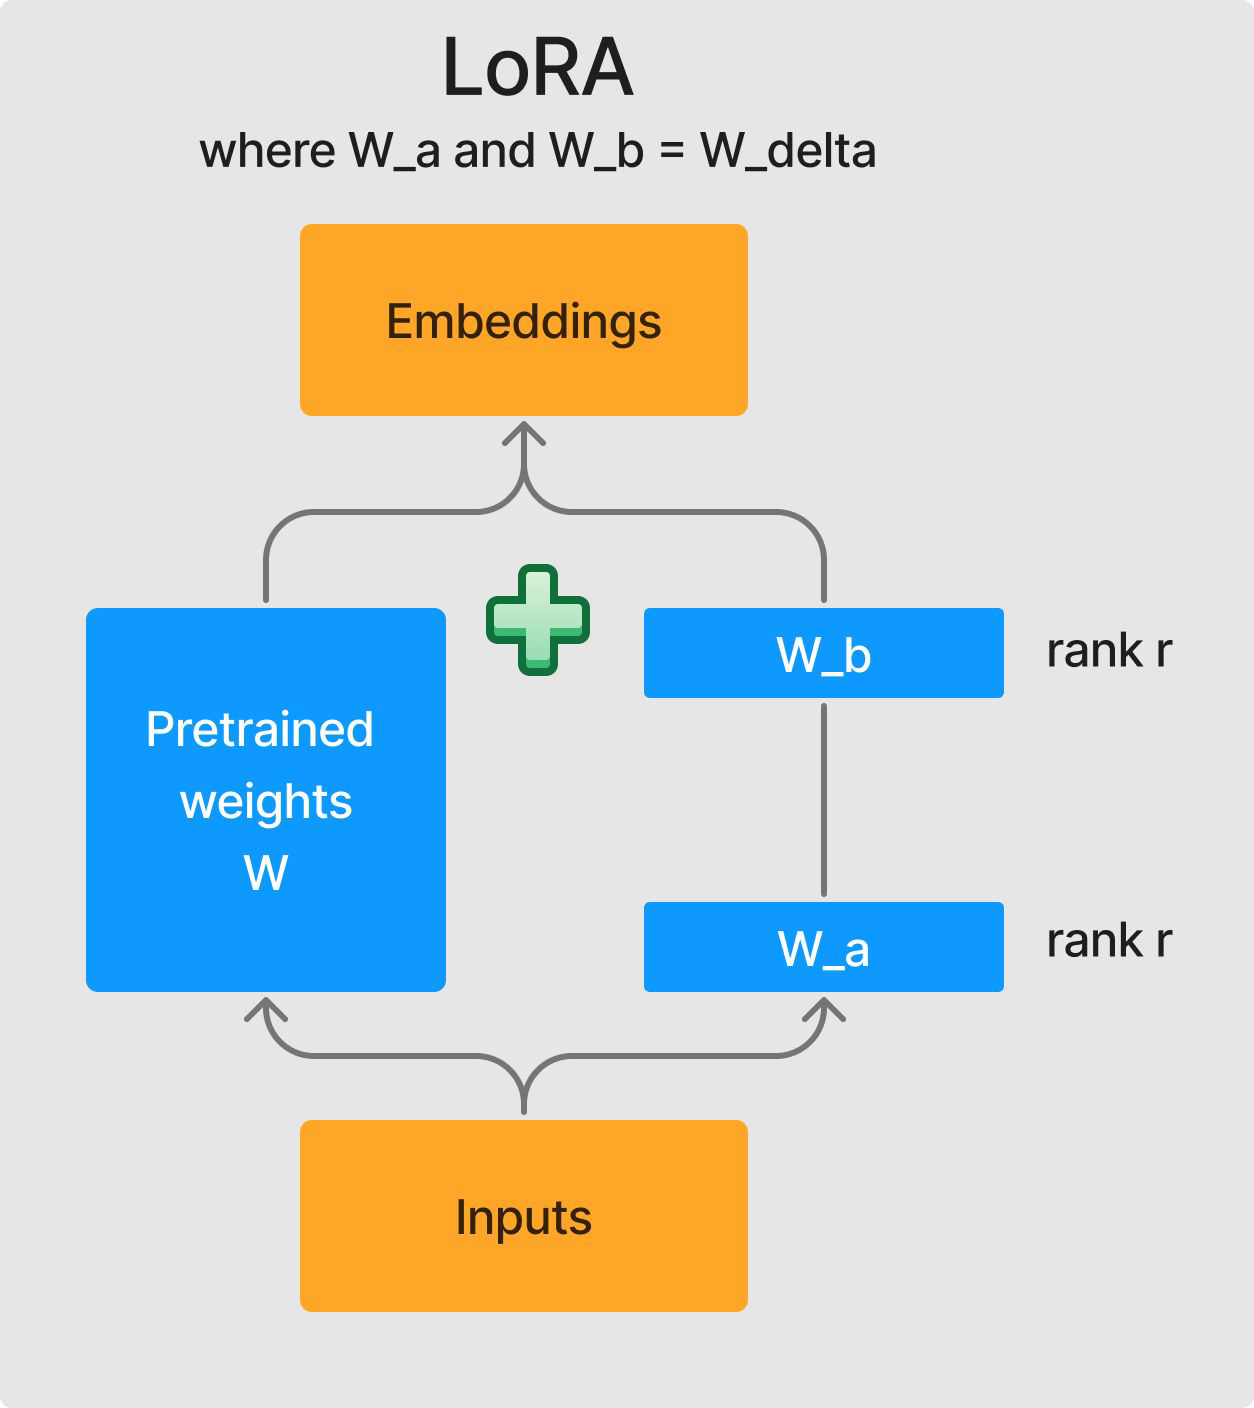 LoRA
where W_a and W_b = W_delta
Embeddings
Pretrained
weights
W
W_b
rank r
W_a
rank r
Inputs